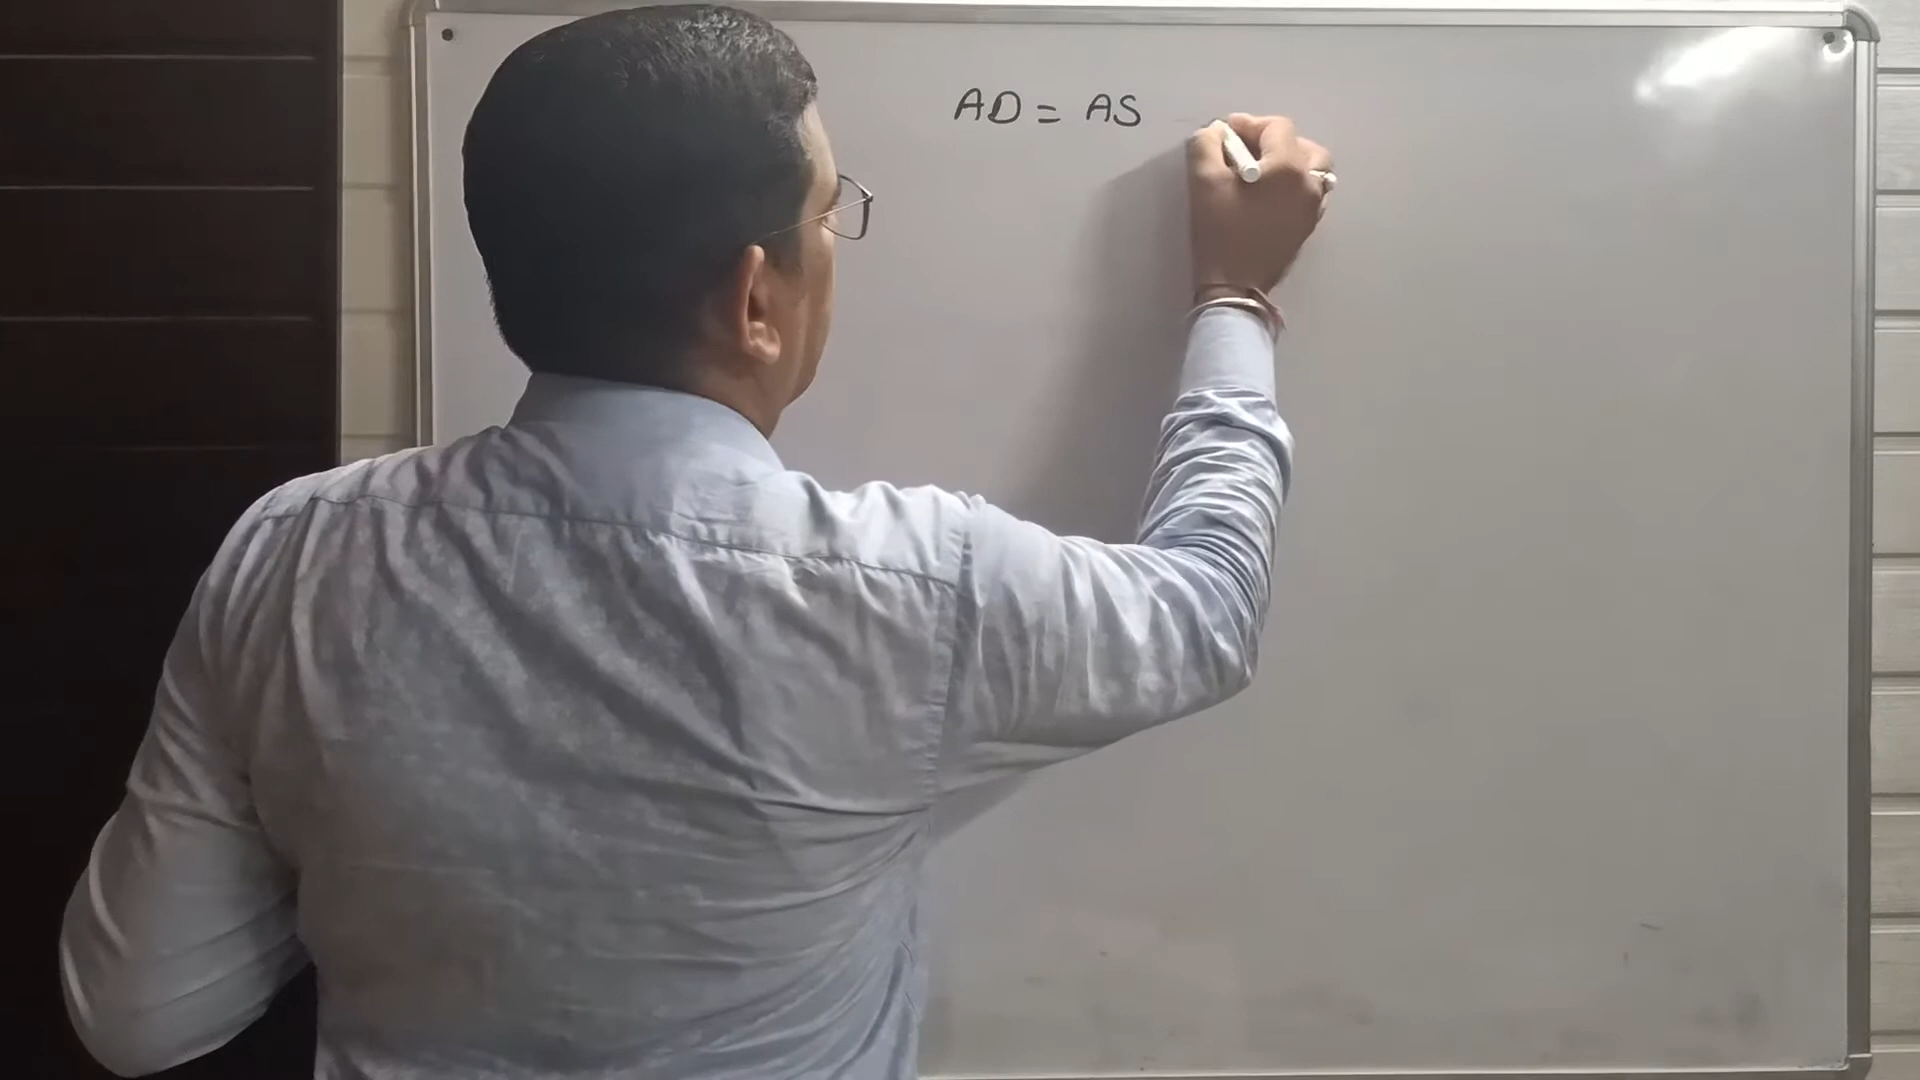 AD = AS